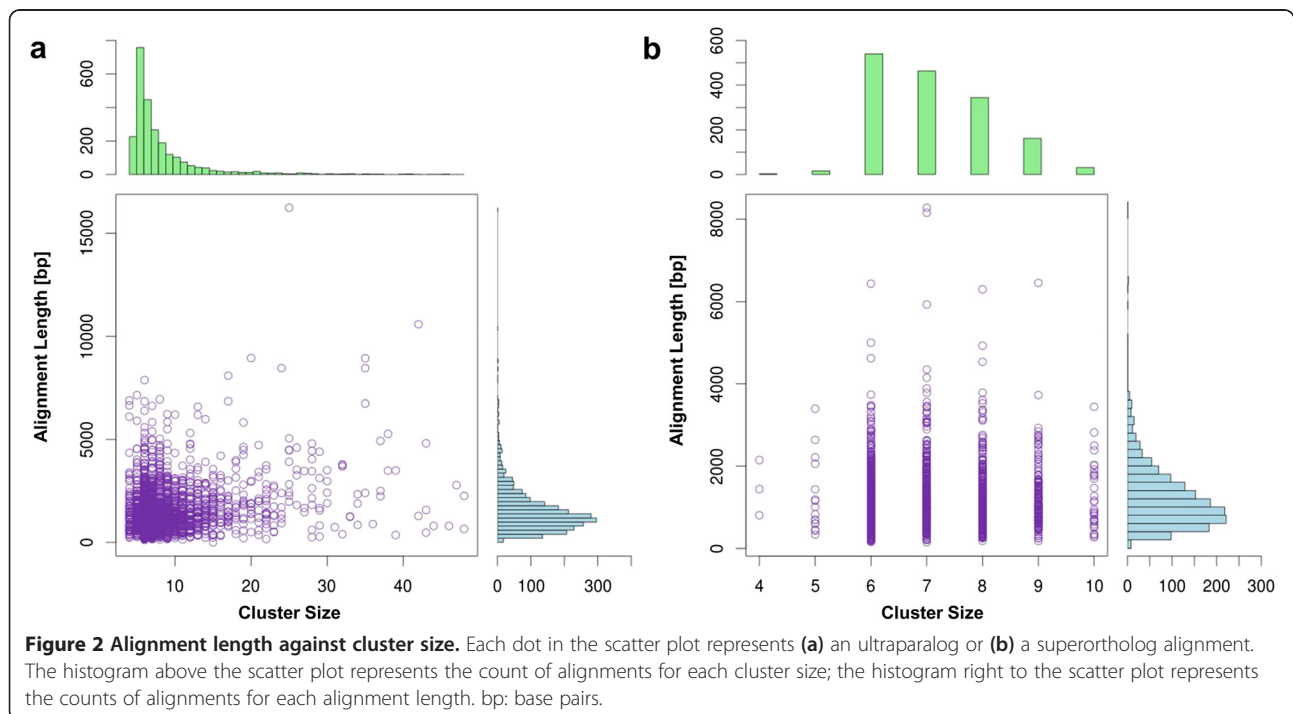 a
b
600
200
0
600
400
200
0
Alignment Length [bp]
15000
10000
5000
0
10 20 30 40
Cluster Size
0 100 200 300
Alignment Length [bp]
8000
6000
4000
2000
0
4 5 6 7 8 9 10
Cluster Size
0 50 100 200 300
Figure 2 Alignment length against cluster size. Each dot in the scatter plot represents (a) an ultraparalog or (b) a superortholog alignment.
The histogram above the scatter plot represents the count of alignments for each cluster size; the histogram right to the scatter plot represents
the counts of alignments for each alignment length. bp: base pairs.